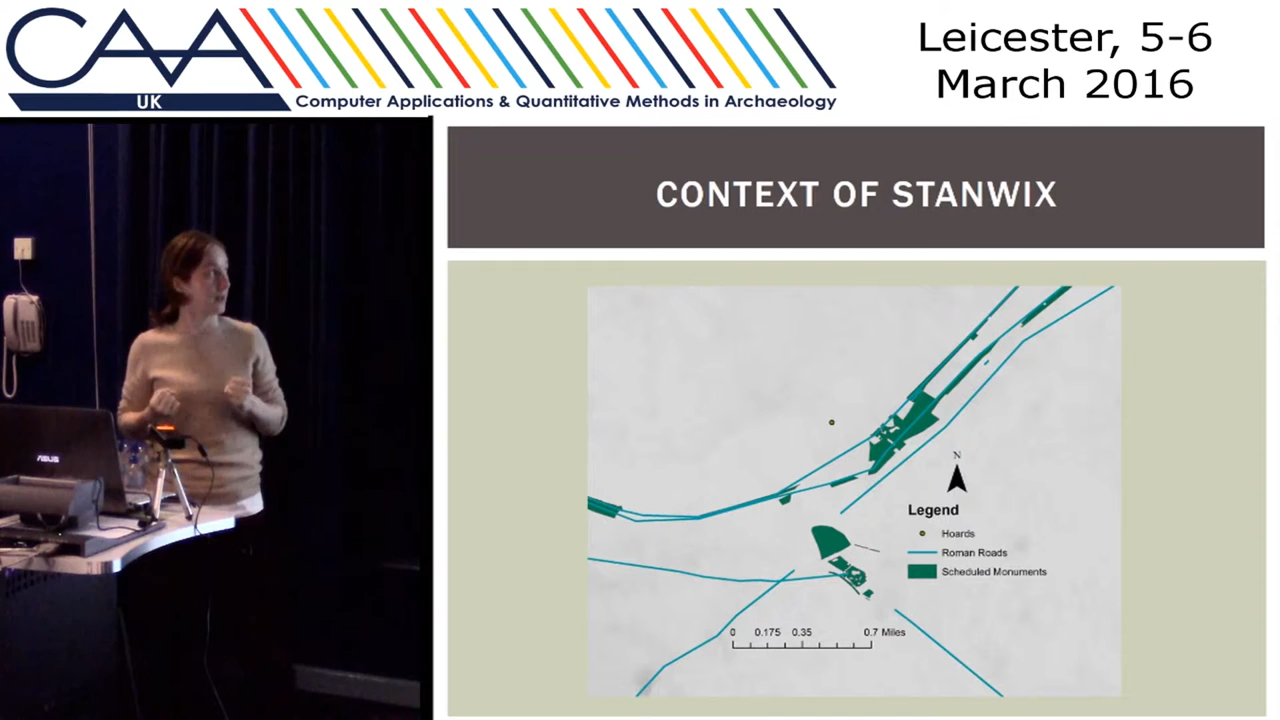 CAA
UK
Computer Applications & Quantitative Methods in Archaeology
Leicester, 5-6
March 2016
CONTEXT OF STANWIX
N
Legend
Hoards
Roman Roads
Scheduled Monuments
0 0.175 0.35 0.7 Miles
ASUS